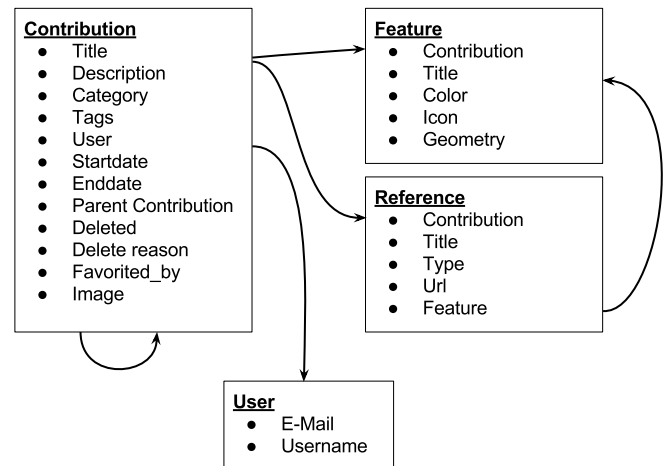 Contribution
● Title
● Description
● Category
● Tags
● User
● Startdate
● Enddate
● Parent Contribution
● Deleted
● Delete reason
● Favorited_by
● Image
Feature
● Contribution
● Title
● Color
● Icon
● Geometry
Reference
● Contribution
● Title
● Type
● Url
● Feature
User
● E-Mail
● Username